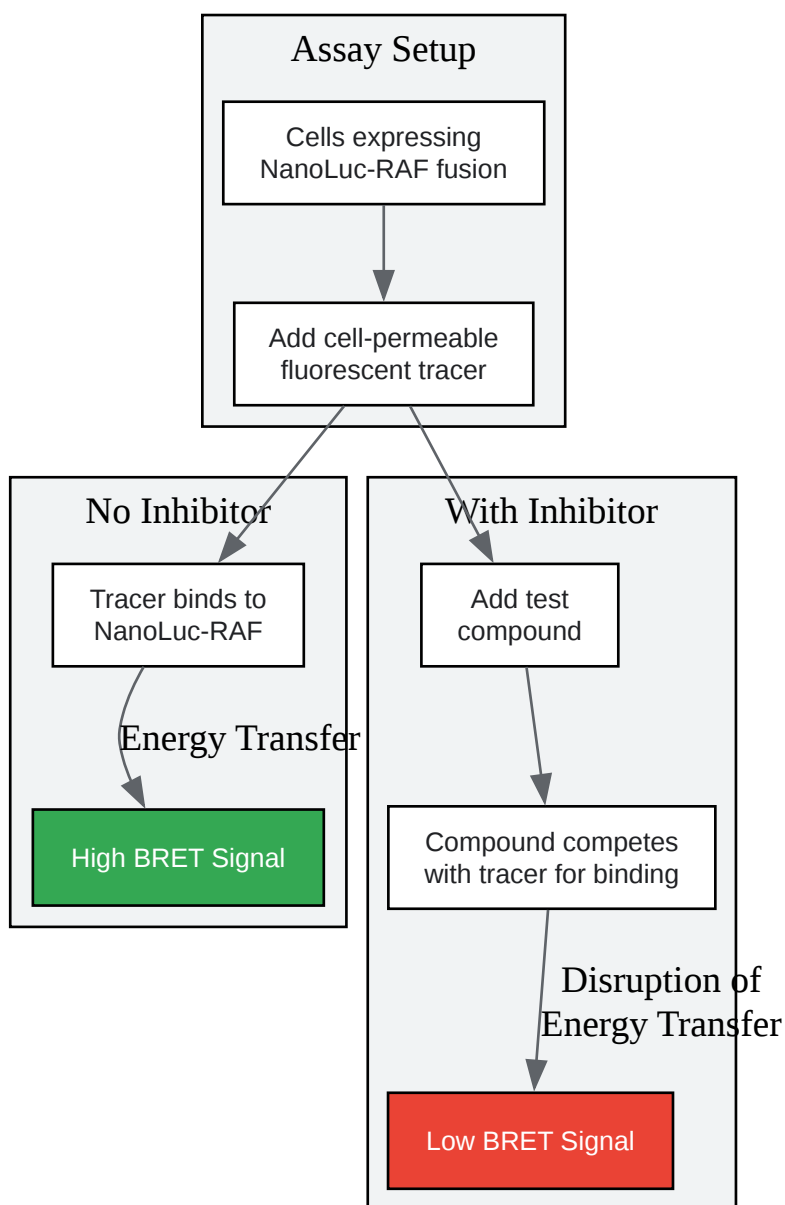 Assay Setup
Cells expressing
NanoLuc-RAF fusion
Add cell-permeable
fluorescent tracer
No Inhibitor
Tracer binds to
NanoLuc-RAF
Energy Transfer
High BRET Signal
With Inhibitor
Add test
compound
Compound competes
with tracer for binding
Disruption of
Energy Transfer
Low BRET Signal